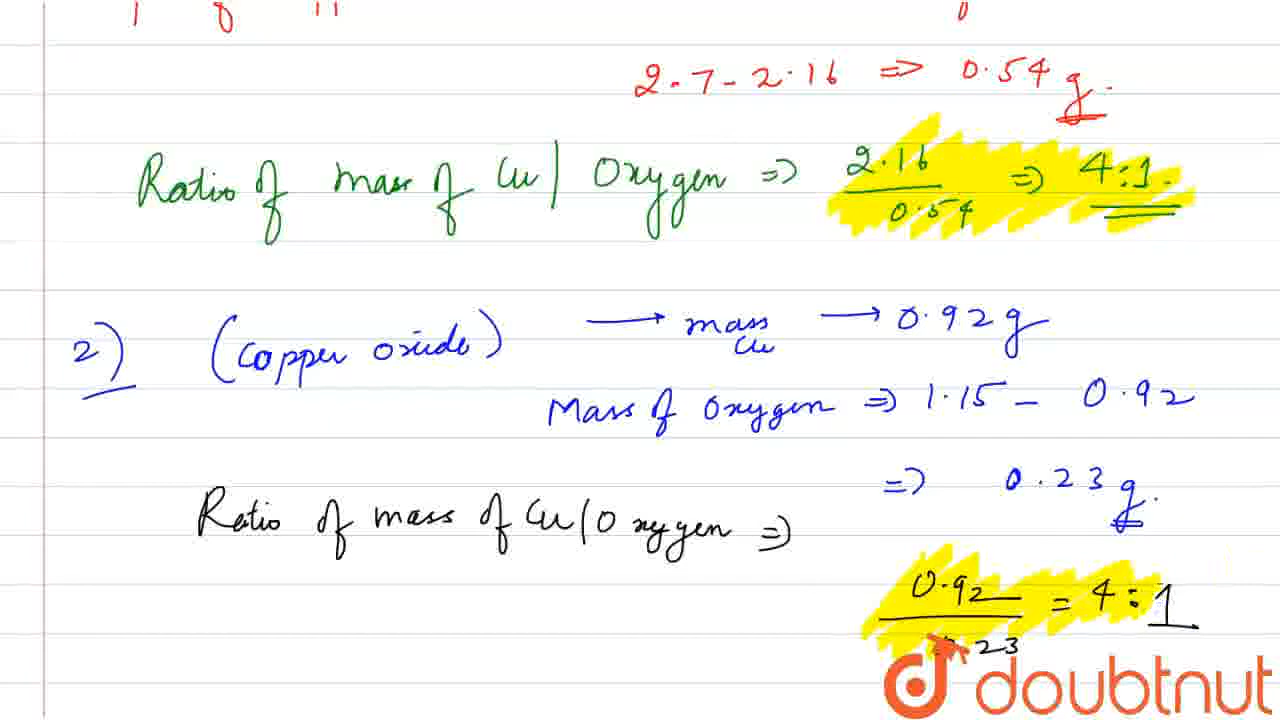 2.7 - 2.16 => 0.54 g.
Ratio of mass of Cu | Oxygen => 2.16 / 0.54 => 4:1.
2) (Copper oxide) → mass Cu → 0.92 g
Mass of Oxygen => 1.15 - 0.92
=> 0.23 g.
Ratio of mass of Cu/Oxygen =>
0.92 / 0.23 = 4:1
doubtnut